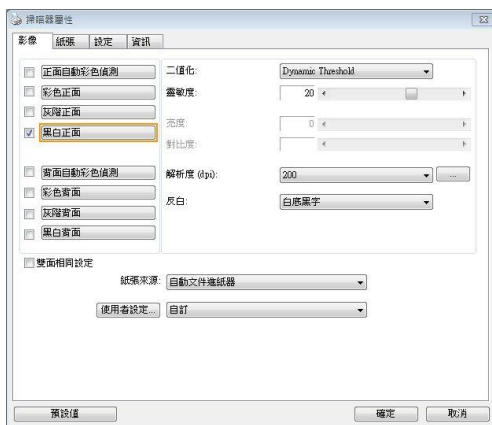 掃瞄器屬性
影像 紙張 設定 資訊
正面自動彩色偵測
彩色正面
灰階正面
黑白正面
背面自動彩色偵測
彩色背面
灰階背面
黑白背面
二值化: Dynamic Threshold
靈敏度: 20
亮度: 0
對比度:
解析度 (dpi): 200 ...
反白: 白底黑字
雙面相同設定
紙張來源: 自動文件進紙器
使用者設定... 自訂
預設值 確定 取消